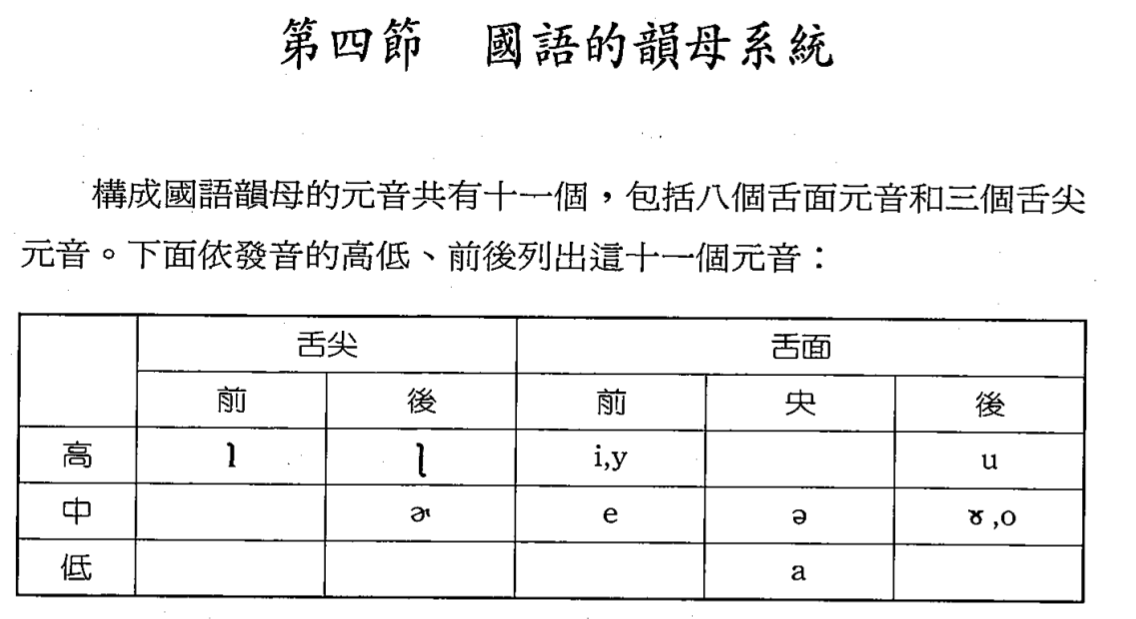 第四節　國語的韻母系統
構成國語韻母的元音共有十一個，包括八個舌面元音和三個舌尖
元音。下面依發音的高低、前後列出這十一個元音：
舌尖 舌面
前 後 前 央 後
高 ɿ ʅ i,y u
中 ɚ e ə ɤ,o
低 a